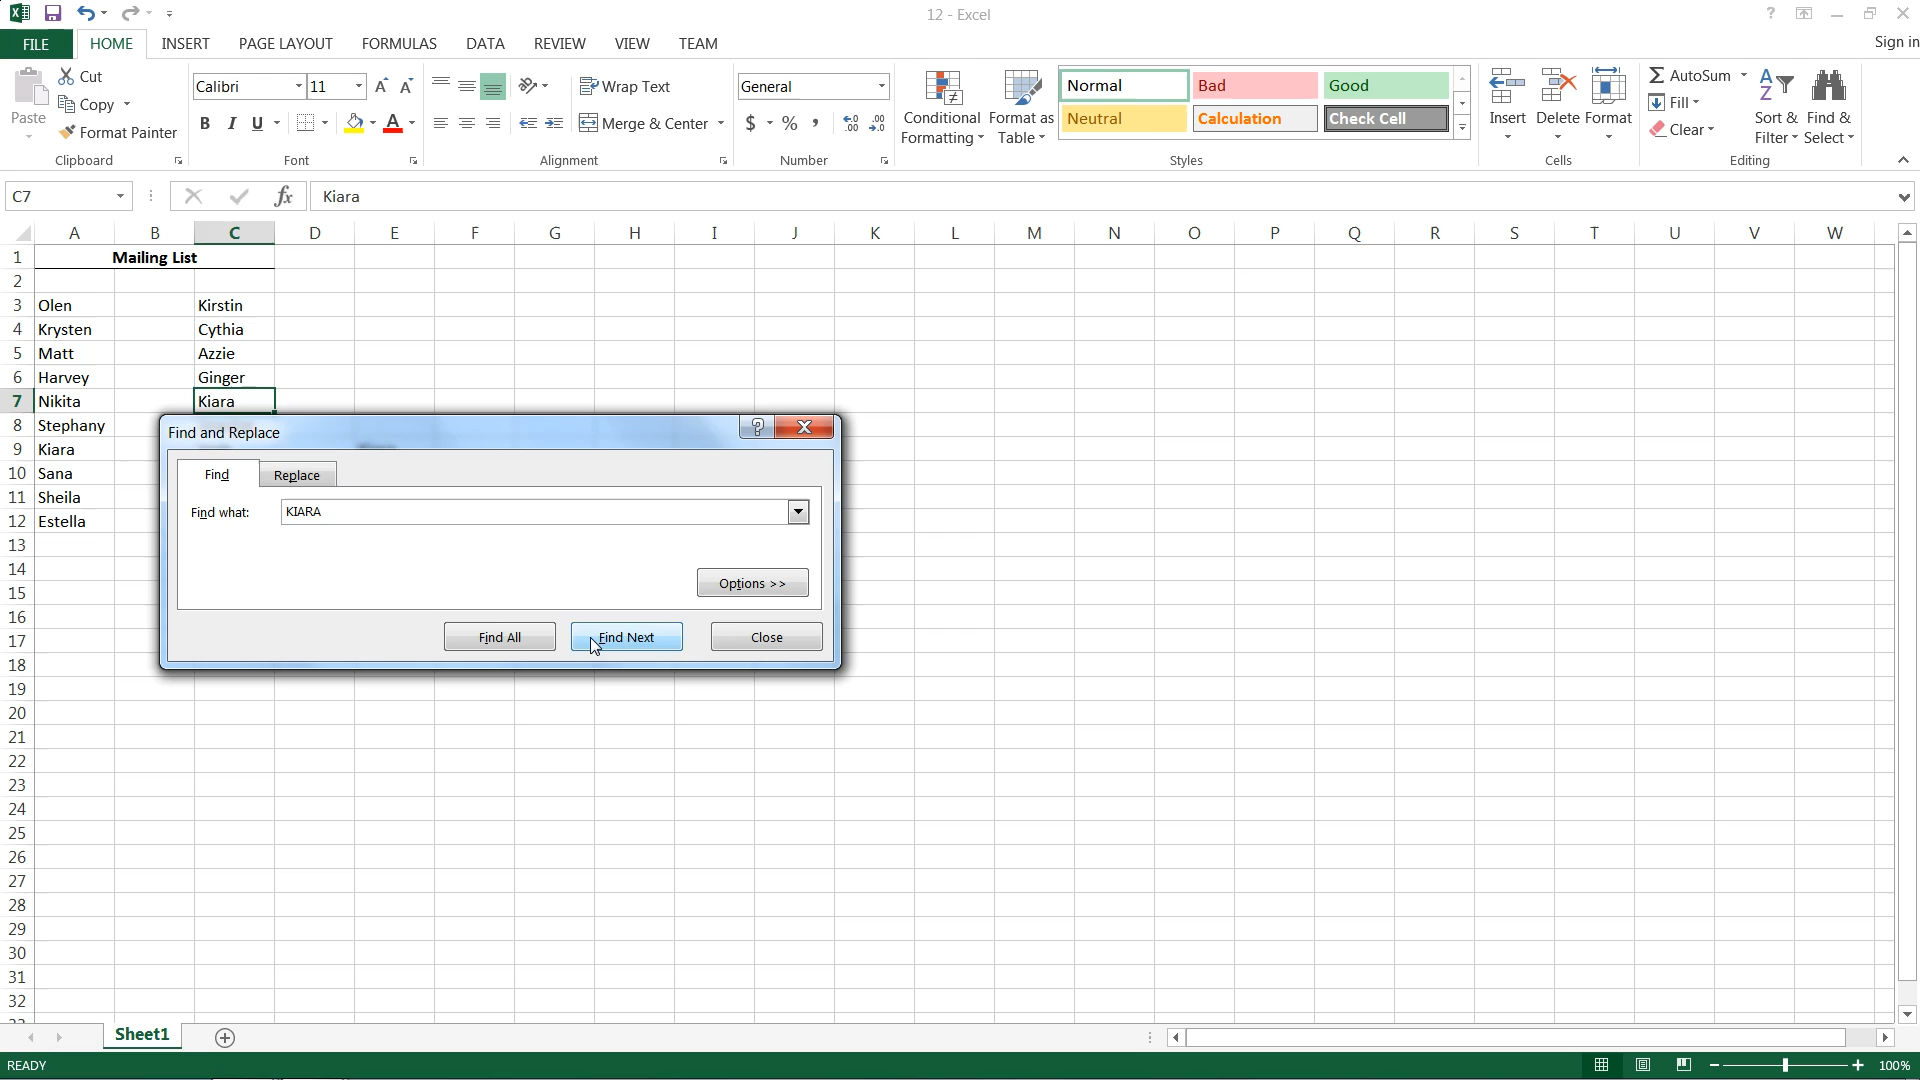 12 - Excel
?
FILE HOME INSERT PAGE LAYOUT FORMULAS DATA REVIEW VIEW TEAM Sign in
Paste
Cut
Copy
Format Painter
Clipboard
Calibri 11 A A
B I U A
Font
Wrap Text
Merge & Center
Alignment
General
$ % ,
Number
Conditional Formatting
Format as Table
Normal Bad Good
Neutral Calculation Check Cell
Styles
Insert Delete Format
Cells
AutoSum
Fill
Clear
Sort & Filter
Find & Select
Editing
C7 fx Kiara
A B C D E F G H I J K L M N O P Q R S T U V W
1 Mailing List
2
3 Olen Kirstin
4 Krysten Cythia
5 Matt Azzie
6 Harvey Ginger
7 Nikita Kiara
8 Stephany
9 Kiara
10 Sana
11 Sheila
12 Estella
13
14
15
16
17
18
19
20
21
22
23
24
25
26
27
28
29
30
31
32
Find and Replace ?
Find Replace
Find what: KIARA
Options >>
Find All Find Next Close
Sheet1
READY 100%